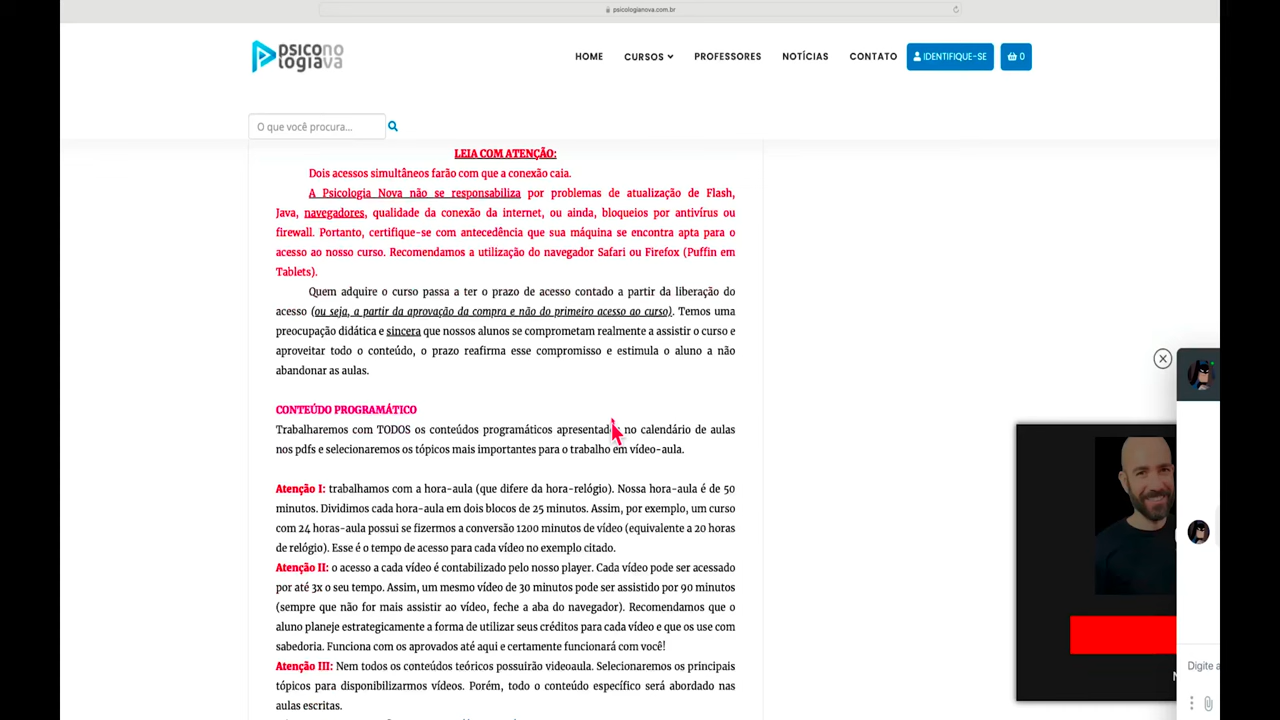 psicologianova.com.br
psicono
logiava
HOME CURSOS PROFESSORES NOTÍCIAS CONTATO IDENTIFIQUE-SE 0
O que você procura...
LEIA COM ATENÇÃO:
Dois acessos simultâneos farão com que a conexão caia.
A Psicologia Nova não se responsabiliza por problemas de atualização de Flash,
Java, navegadores, qualidade da conexão da internet, ou ainda, bloqueios por antivírus ou
firewall. Portanto, certifique-se com antecedência que sua máquina se encontra apta para o
acesso ao nosso curso. Recomendamos a utilização do navegador Safari ou Firefox (Puffin em
Tablets).
Quem adquire o curso passa a ter o prazo de acesso contado a partir da liberação do
acesso (ou seja, a partir da aprovação da compra e não do primeiro acesso ao curso). Temos uma
preocupação didática e sincera que nossos alunos se comprometam realmente a assistir o curso e
aproveitar todo o conteúdo, o prazo reafirma esse compromisso e estimula o aluno a não
abandonar as aulas.
CONTEÚDO PROGRAMÁTICO
Trabalharemos com TODOS os conteúdos programáticos apresentados no calendário de aulas
nos pdfs e selecionaremos os tópicos mais importantes para o trabalho em vídeo-aula.
Atenção I: trabalhamos com a hora-aula (que difere da hora-relógio). Nossa hora-aula é de 50
minutos. Dividimos cada hora-aula em dois blocos de 25 minutos. Assim, por exemplo, um curso
com 24 horas-aula possui se fizermos a conversão 1200 minutos de vídeo (equivalente a 20 horas
de relógio). Esse é o tempo de acesso para cada vídeo no exemplo citado.
Atenção II: o acesso a cada vídeo é contabilizado pelo nosso player. Cada vídeo pode ser acessado
por até 3x o seu tempo. Assim, um mesmo vídeo de 30 minutos pode ser assistido por 90 minutos
(sempre que não for mais assistir ao vídeo, feche a aba do navegador). Recomendamos que o
aluno planeje estrategicamente a forma de utilizar seus créditos para cada vídeo e que os use com
sabedoria. Funciona com os aprovados até aqui e certamente funcionará com você!
Atenção III: Nem todos os conteúdos teóricos possuirão videoaula. Selecionaremos os principais
tópicos para disponibilizarmos vídeos. Porém, todo o conteúdo específico será abordado nas
aulas escritas.
Digite a